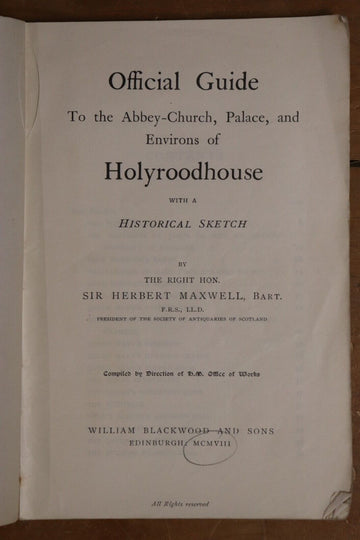 Official Guide
To the Abbey-Church, Palace, and
Environs of
Holyroodhouse
WITH A
HISTORICAL SKETCH
BY
THE RIGHT HON.
SIR HERBERT MAXWELL, BART.
F.R.S., LL.D.
PRESIDENT OF THE SOCIETY OF ANTIQUARIES OF SCOTLAND
Compiled by Direction of H.M. Office of Works
WILLIAM BLACKWOOD AND SONS
EDINBURGH: MCMVIII
All Rights reserved